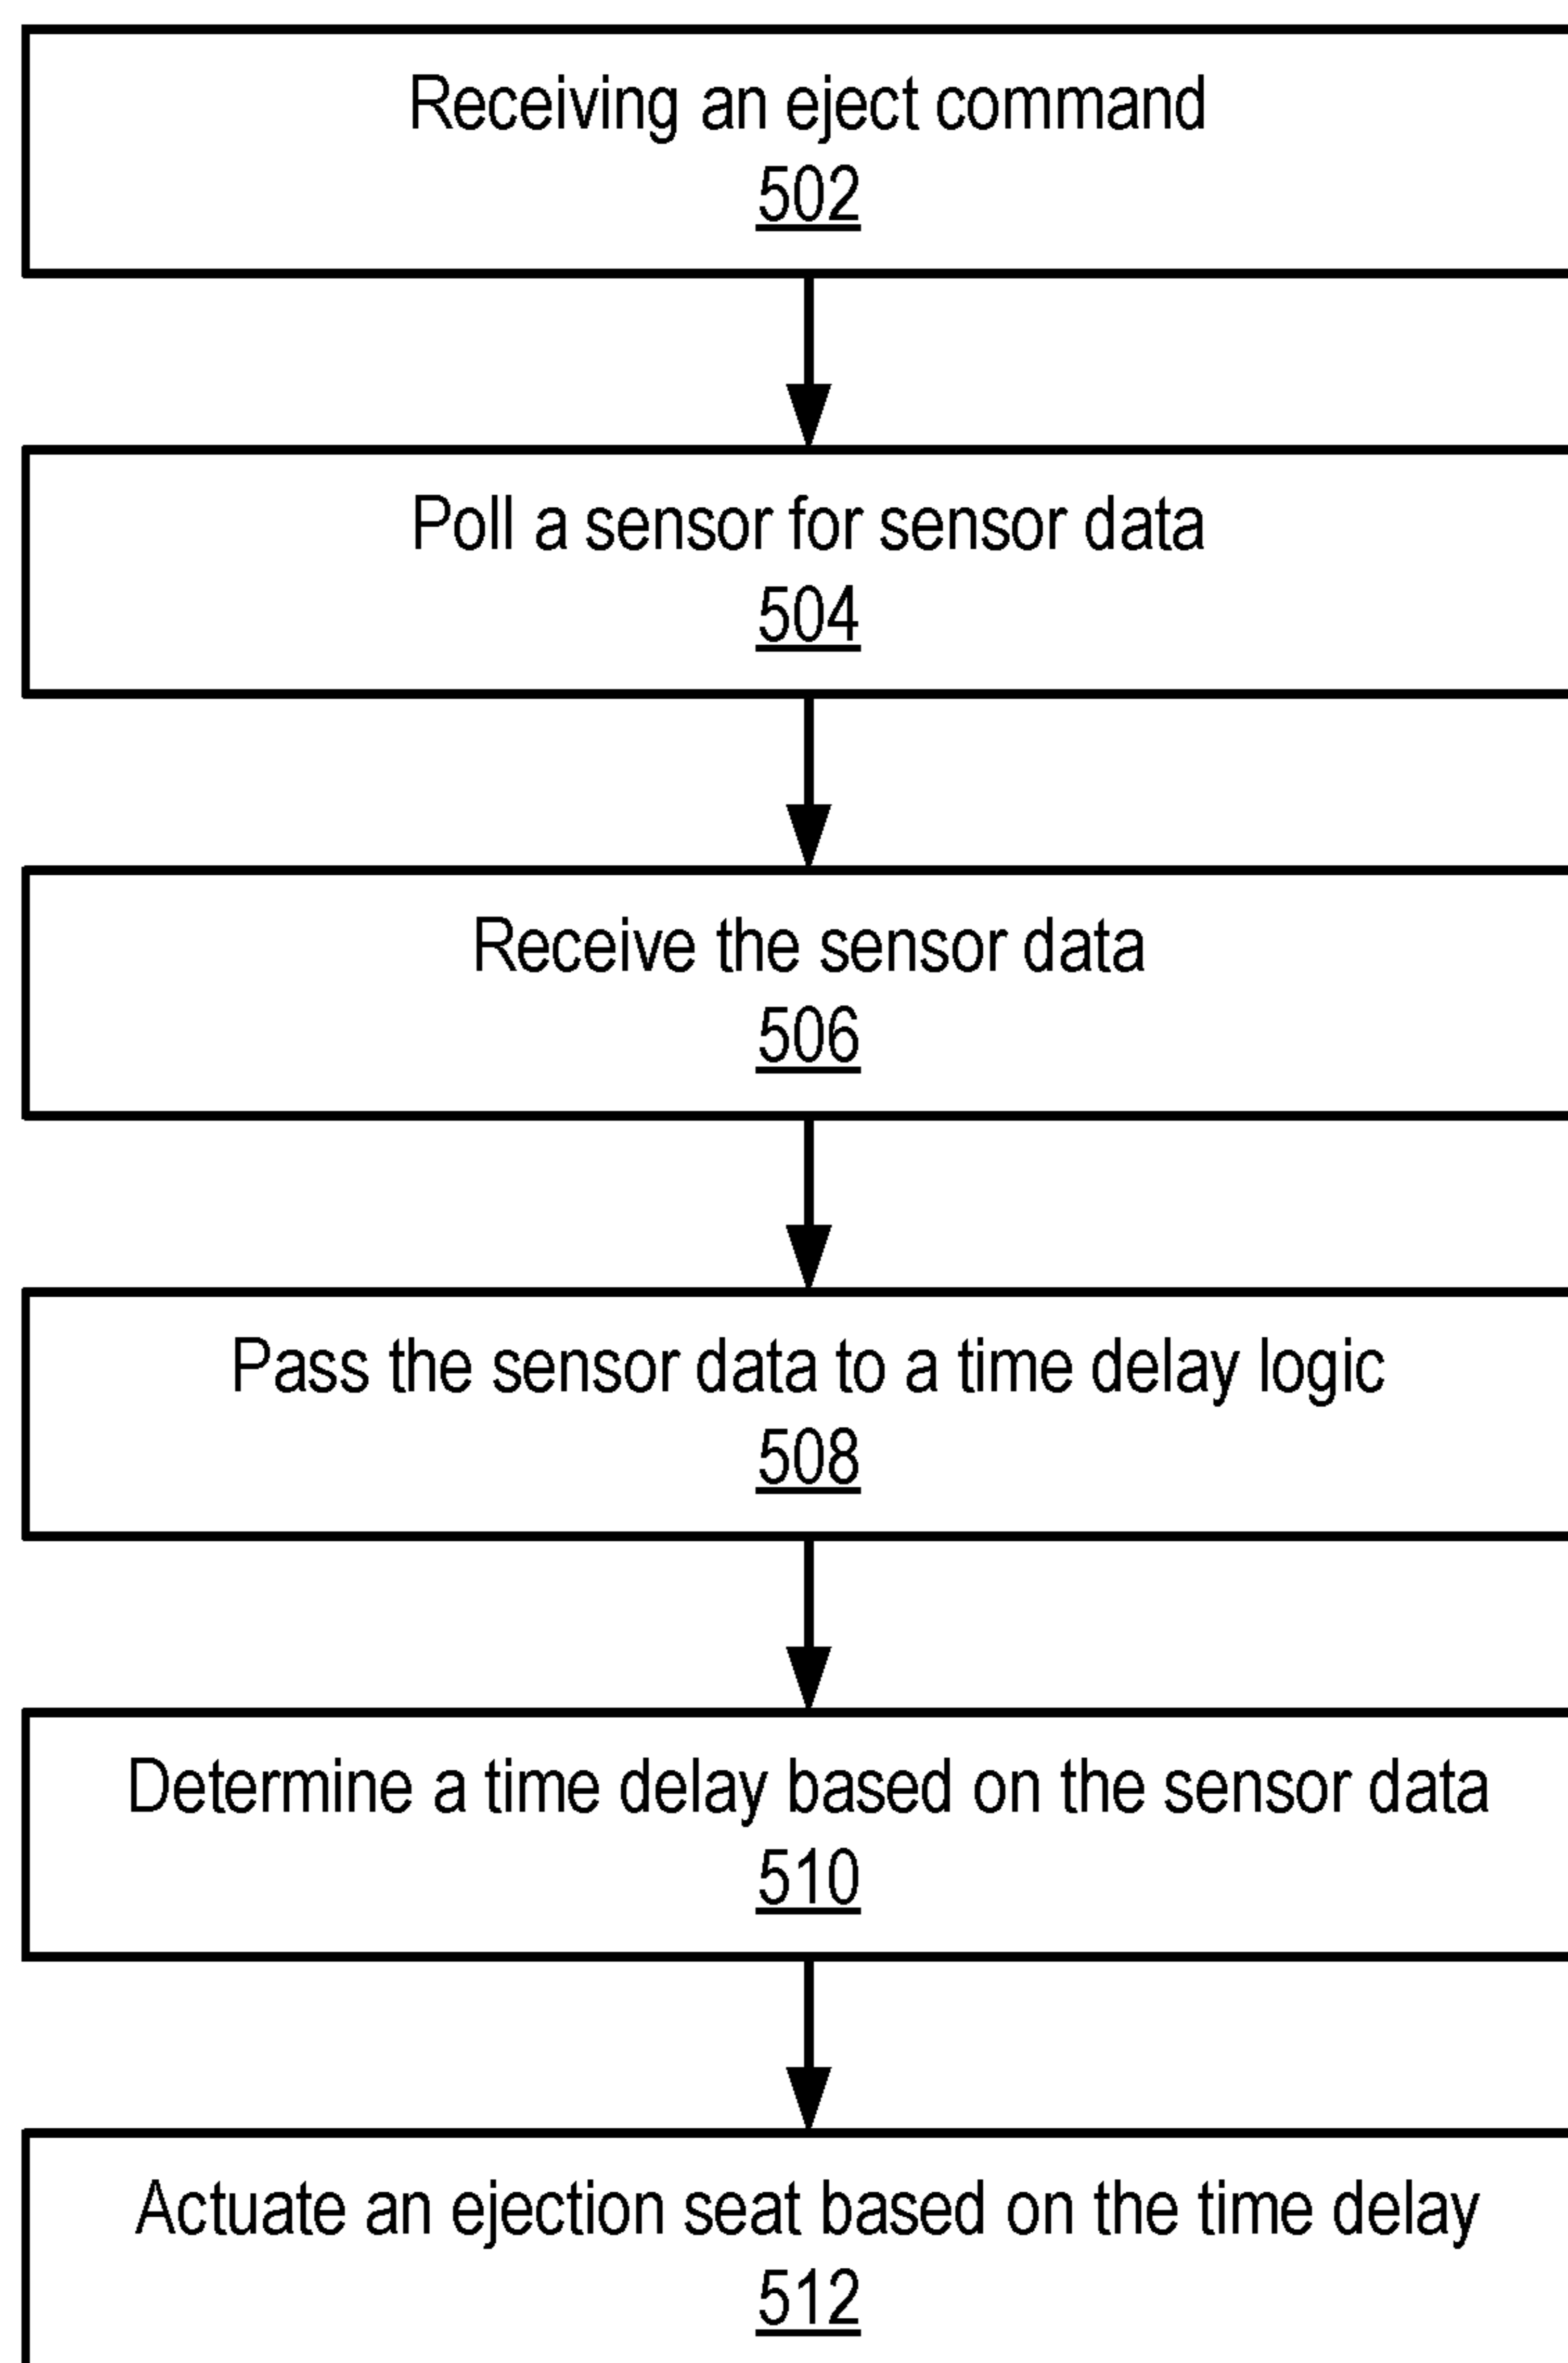 Receiving an eject command
502
Poll a sensor for sensor data
504
Receive the sensor data
506
Pass the sensor data to a time delay logic
508
Determine a time delay based on the sensor data
510
Actuate an ejection seat based on the time delay
512